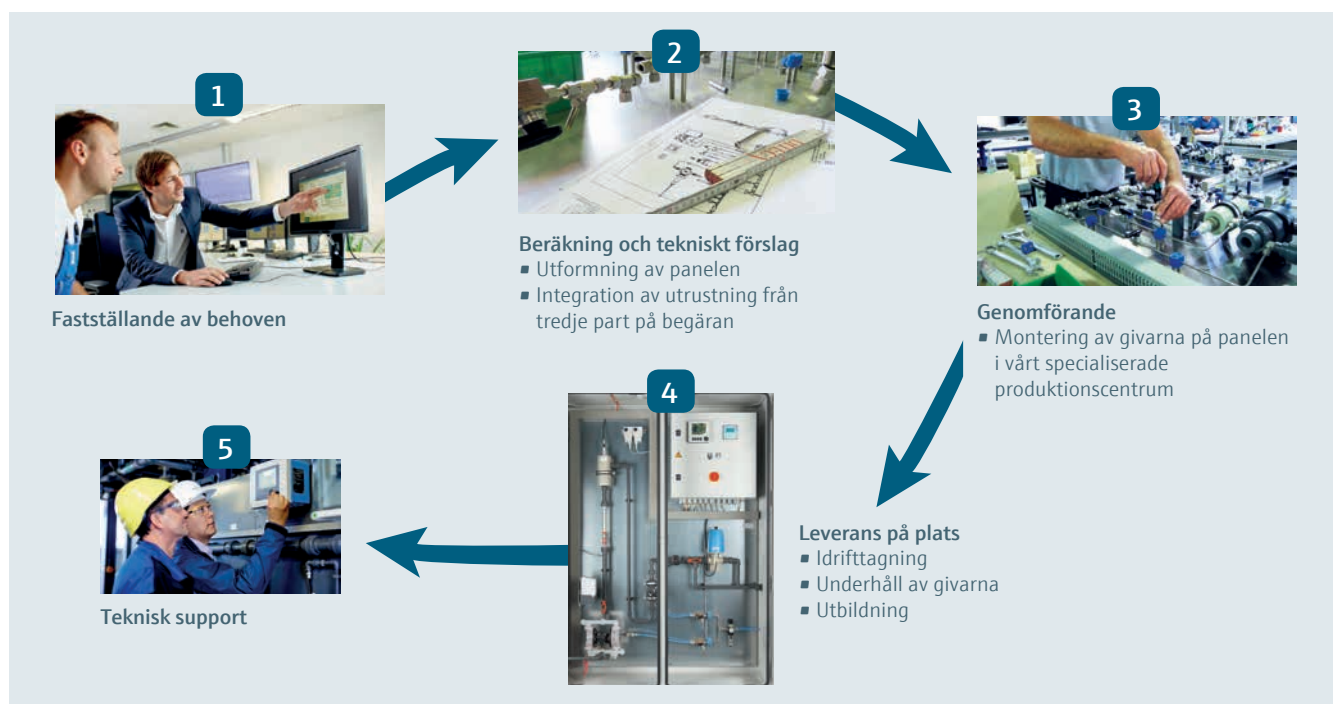 1
Fastställande av behoven
2
Beräkning och tekniskt förslag
▪ Utformning av panelen
▪ Integration av utrustning från
tredje part på begäran
3
Genomförande
▪ Montering av givarna på panelen
i vårt specialiserade
produktionscentrum
4
Leverans på plats
▪ Idrifttagning
▪ Underhåll av givarna
▪ Utbildning
5
Teknisk support